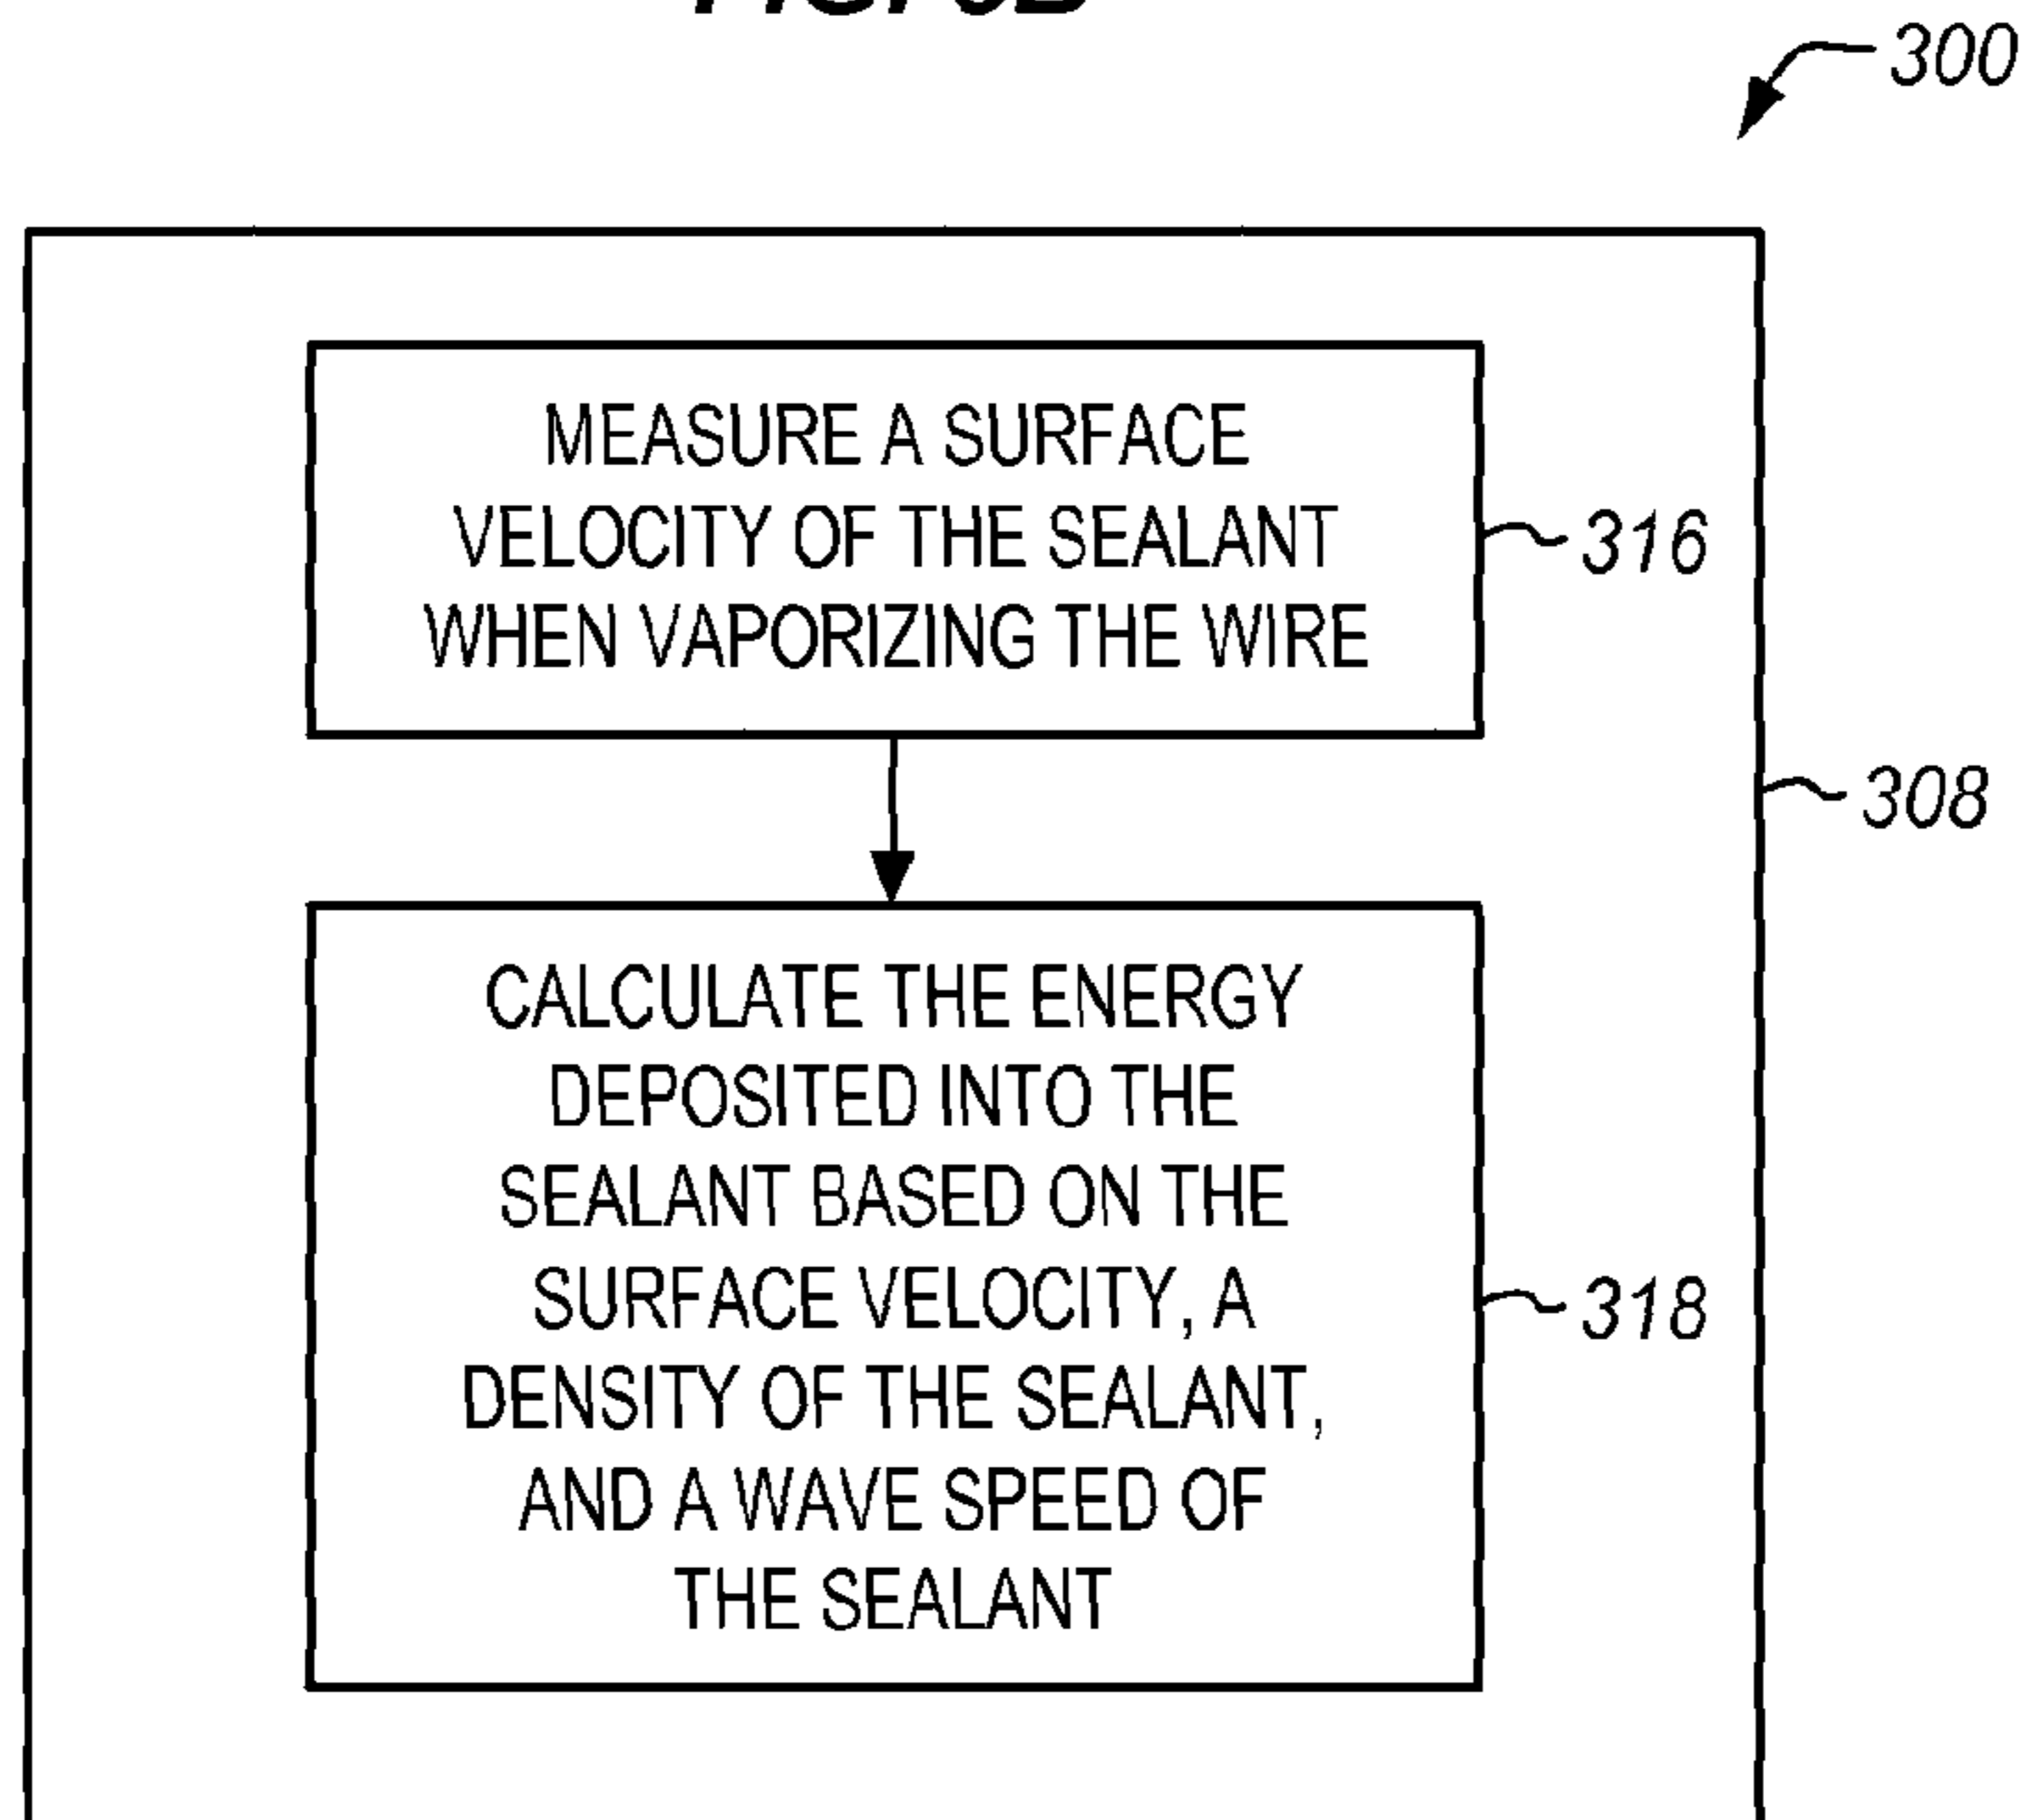 300
MEASURE A SURFACE
VELOCITY OF THE SEALANT
WHEN VAPORIZING THE WIRE
316
308
CALCULATE THE ENERGY
DEPOSITED INTO THE
SEALANT BASED ON THE
SURFACE VELOCITY, A
DENSITY OF THE SEALANT,
AND A WAVE SPEED OF
THE SEALANT
318